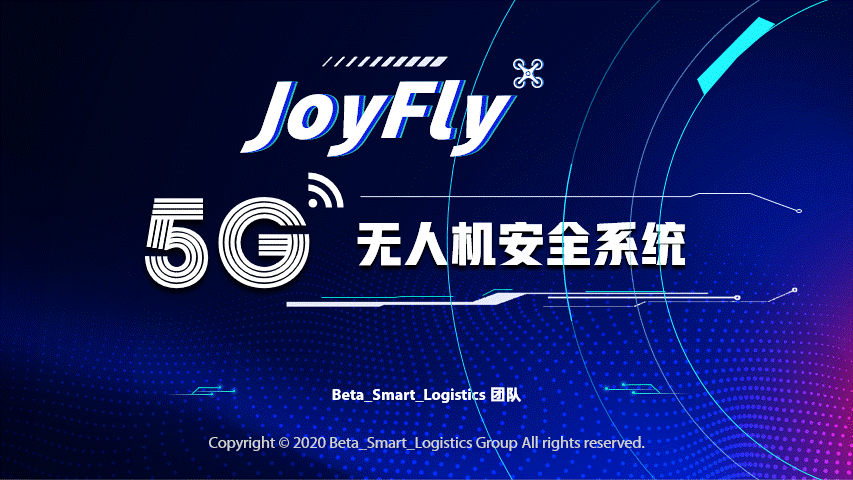 JoyFly
5G 无人机安全系统
Beta_Smart_Logistics 团队
Copyright © 2020 Beta_Smart_Logistics Group All rights reserved.